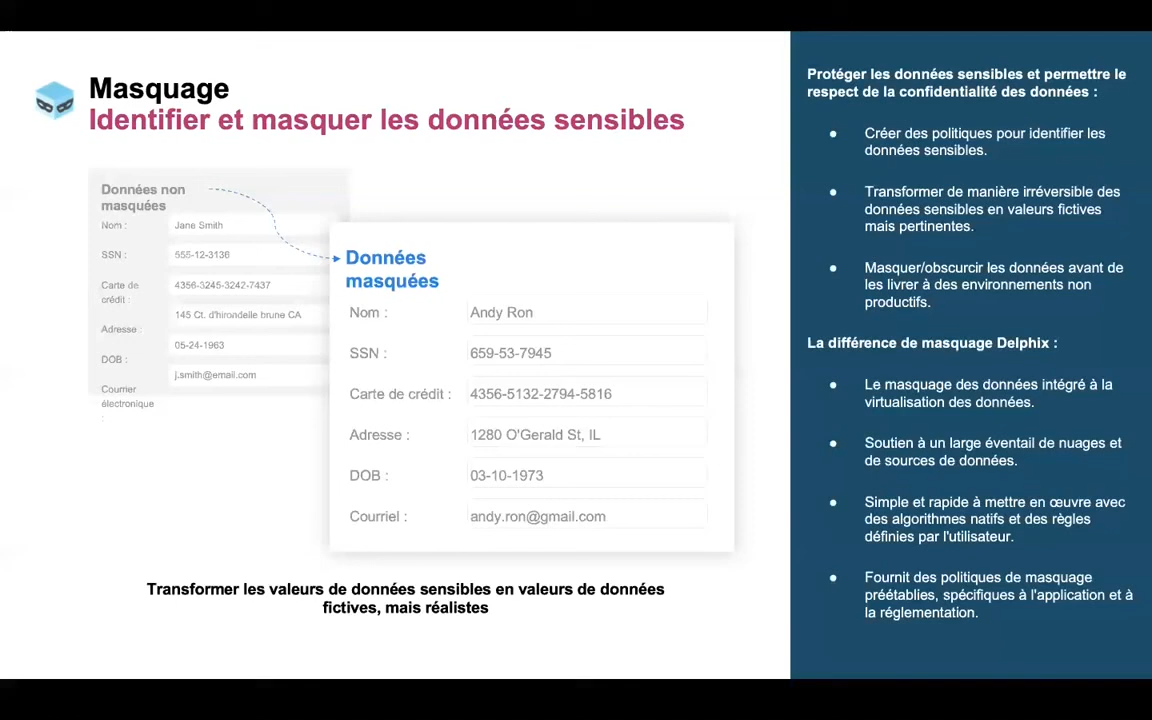 Masquage
Identifier et masquer les données sensibles
Données non
masquées
Nom :
Jane Smith
SSN :
555-12-3136
Carte de
crédit :
4356-3245-3242-7437
145 Ct. d'hirondelle brune CA
Adresse :
05-24-1963
DOB :
j.smith@email.com
Courrier
électronique
:
Données
masquées
Nom :
Andy Ron
SSN :
659-53-7945
Carte de crédit :
4356-5132-2794-5816
Adresse :
1280 O'Gerald St, IL
DOB :
03-10-1973
Courriel :
andy.ron@gmail.com
Transformer les valeurs de données sensibles en valeurs de données
fictives, mais réalistes
Protéger les données sensibles et permettre le
respect de la confidentialité des données :
● Créer des politiques pour identifier les
données sensibles.
● Transformer de manière irréversible des
données sensibles en valeurs fictives
mais pertinentes.
● Masquer/obscurcir les données avant de
les livrer à des environnements non
productifs.
La différence de masquage Delphix :
● Le masquage des données intégré à la
virtualisation des données.
● Soutien à un large éventail de nuages et
de sources de données.
● Simple et rapide à mettre en œuvre avec
des algorithmes natifs et des règles
définies par l'utilisateur.
● Fournit des politiques de masquage
préétablies, spécifiques à l'application et à
la réglementation.